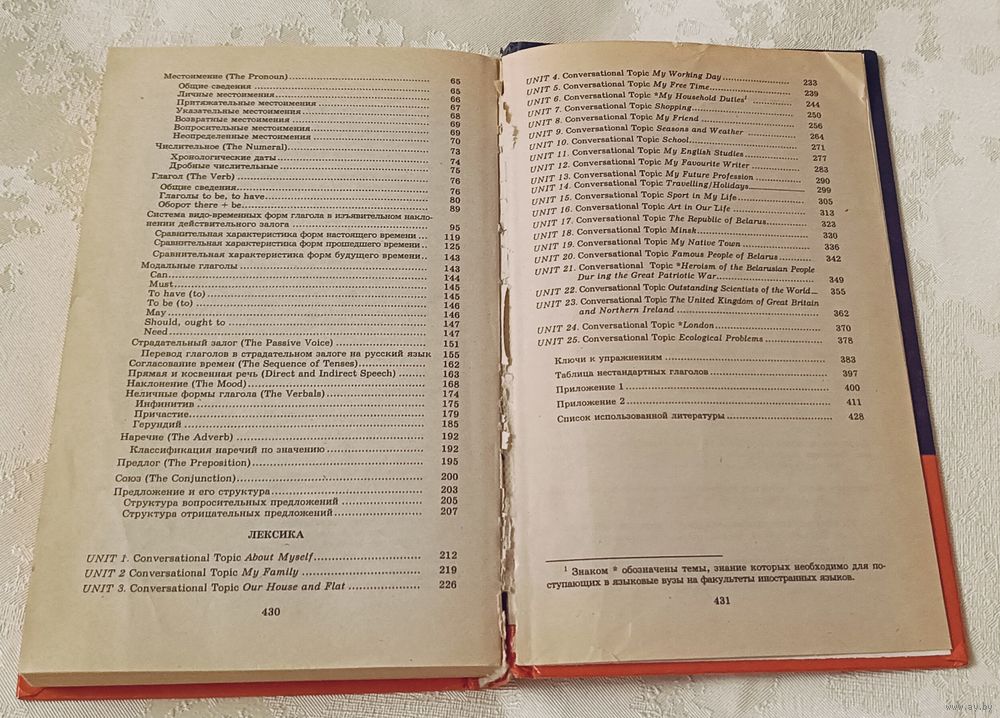 Местоимение (The Pronoun) 65
Общие сведения 65
Личные местоимения 66
Притяжательные местоимения 67
Указательные местоимения 68
Возвратные местоимения 69
Вопросительные местоимения 69
Неопределенные местоимения 70
Числительное (The Numeral) 73
Хронологические даты 74
Дробные числительные 75
Глагол (The Verb) 76
Общие сведения 76
Глаголы to be, to have 80
Оборот there + be 89
Система видо-временных форм глагола в изъявительном накло-
нении действительного залога 95
Сравнительная характеристика форм настоящего времени 119
Сравнительная характеристика форм прошедшего времени 125
Сравнительная характеристика форм будущего времени 143
Модальные глаголы 143
Can 144
Must 145
To have (to) 145
To be (to) 146
May 146
Should, ought to 147
Need 147
Страдательный залог (The Passive Voice) 151
Перевод глаголов в страдательном залоге на русский язык 155
Согласование времен (The Sequence of Tenses) 162
Прямая и косвенная речь (Direct and Indirect Speech) 163
Наклонение (The Mood) 168
Неличные формы глагола (The Verbals) 174
Инфинитив 175
Причастие 179
Герундий 185
Наречие (The Adverb) 192
Классификация наречий по значению 192
Предлог (The Preposition) 195
Союз (The Conjunction) 200
Предложение и его структура 203
Структура вопросительных предложений 205
Структура отрицательных предложений 207
ЛЕКСИКА
UNIT 1. Conversational Topic About Myself 212
UNIT 2 Conversational Topic My Family 219
UNIT 3. Conversational Topic Our House and Flat 226
430
UNIT 4. Conversational Topic My Working Day 233
UNIT 5. Conversational Topic My Free Time 239
UNIT 6. Conversational Topic *My Household Duties¹ 244
UNIT 7. Conversational Topic Shopping 250
UNIT 8. Conversational Topic My Friend 256
UNIT 9. Conversational Topic Seasons and Weather 264
UNIT 10. Conversational Topic School 271
UNIT 11. Conversational Topic My English Studies 277
UNIT 12. Conversational Topic My Favourite Writer 283
UNIT 13. Conversational Topic My Future Profession 290
UNIT 14. Conversational Topic Travelling/Holidays 299
UNIT 15. Conversational Topic Sport in My Life 305
UNIT 16. Conversational Topic Art in Our Life 313
UNIT 17. Conversational Topic The Republic of Belarus 323
UNIT 18. Conversational Topic Minsk 330
UNIT 19. Conversational Topic My Native Town 336
UNIT 20. Conversational Topic Famous People of Belarus 342
UNIT 21. Conversational Topic *Heroism of the Belarusian People
Dur ing the Great Patriotic War 349
UNIT 22. Conversational Topic Outstanding Scientists of the World 355
UNIT 23. Conversational Topic The United Kingdom of Great Britain
and Northern Ireland 362
UNIT 24. Conversational Topic *London 370
UNIT 25. Conversational Topic Ecological Problems 378
Ключи к упражнениям 383
Таблица нестандартных глаголов 397
Приложение 1 400
Приложение 2 411
Список использованной литературы 428
¹ Знаком * обозначены темы, знание которых необходимо для по-
ступающих в языковые вузы на факультеты иностранных языков.
431
www.ay.by